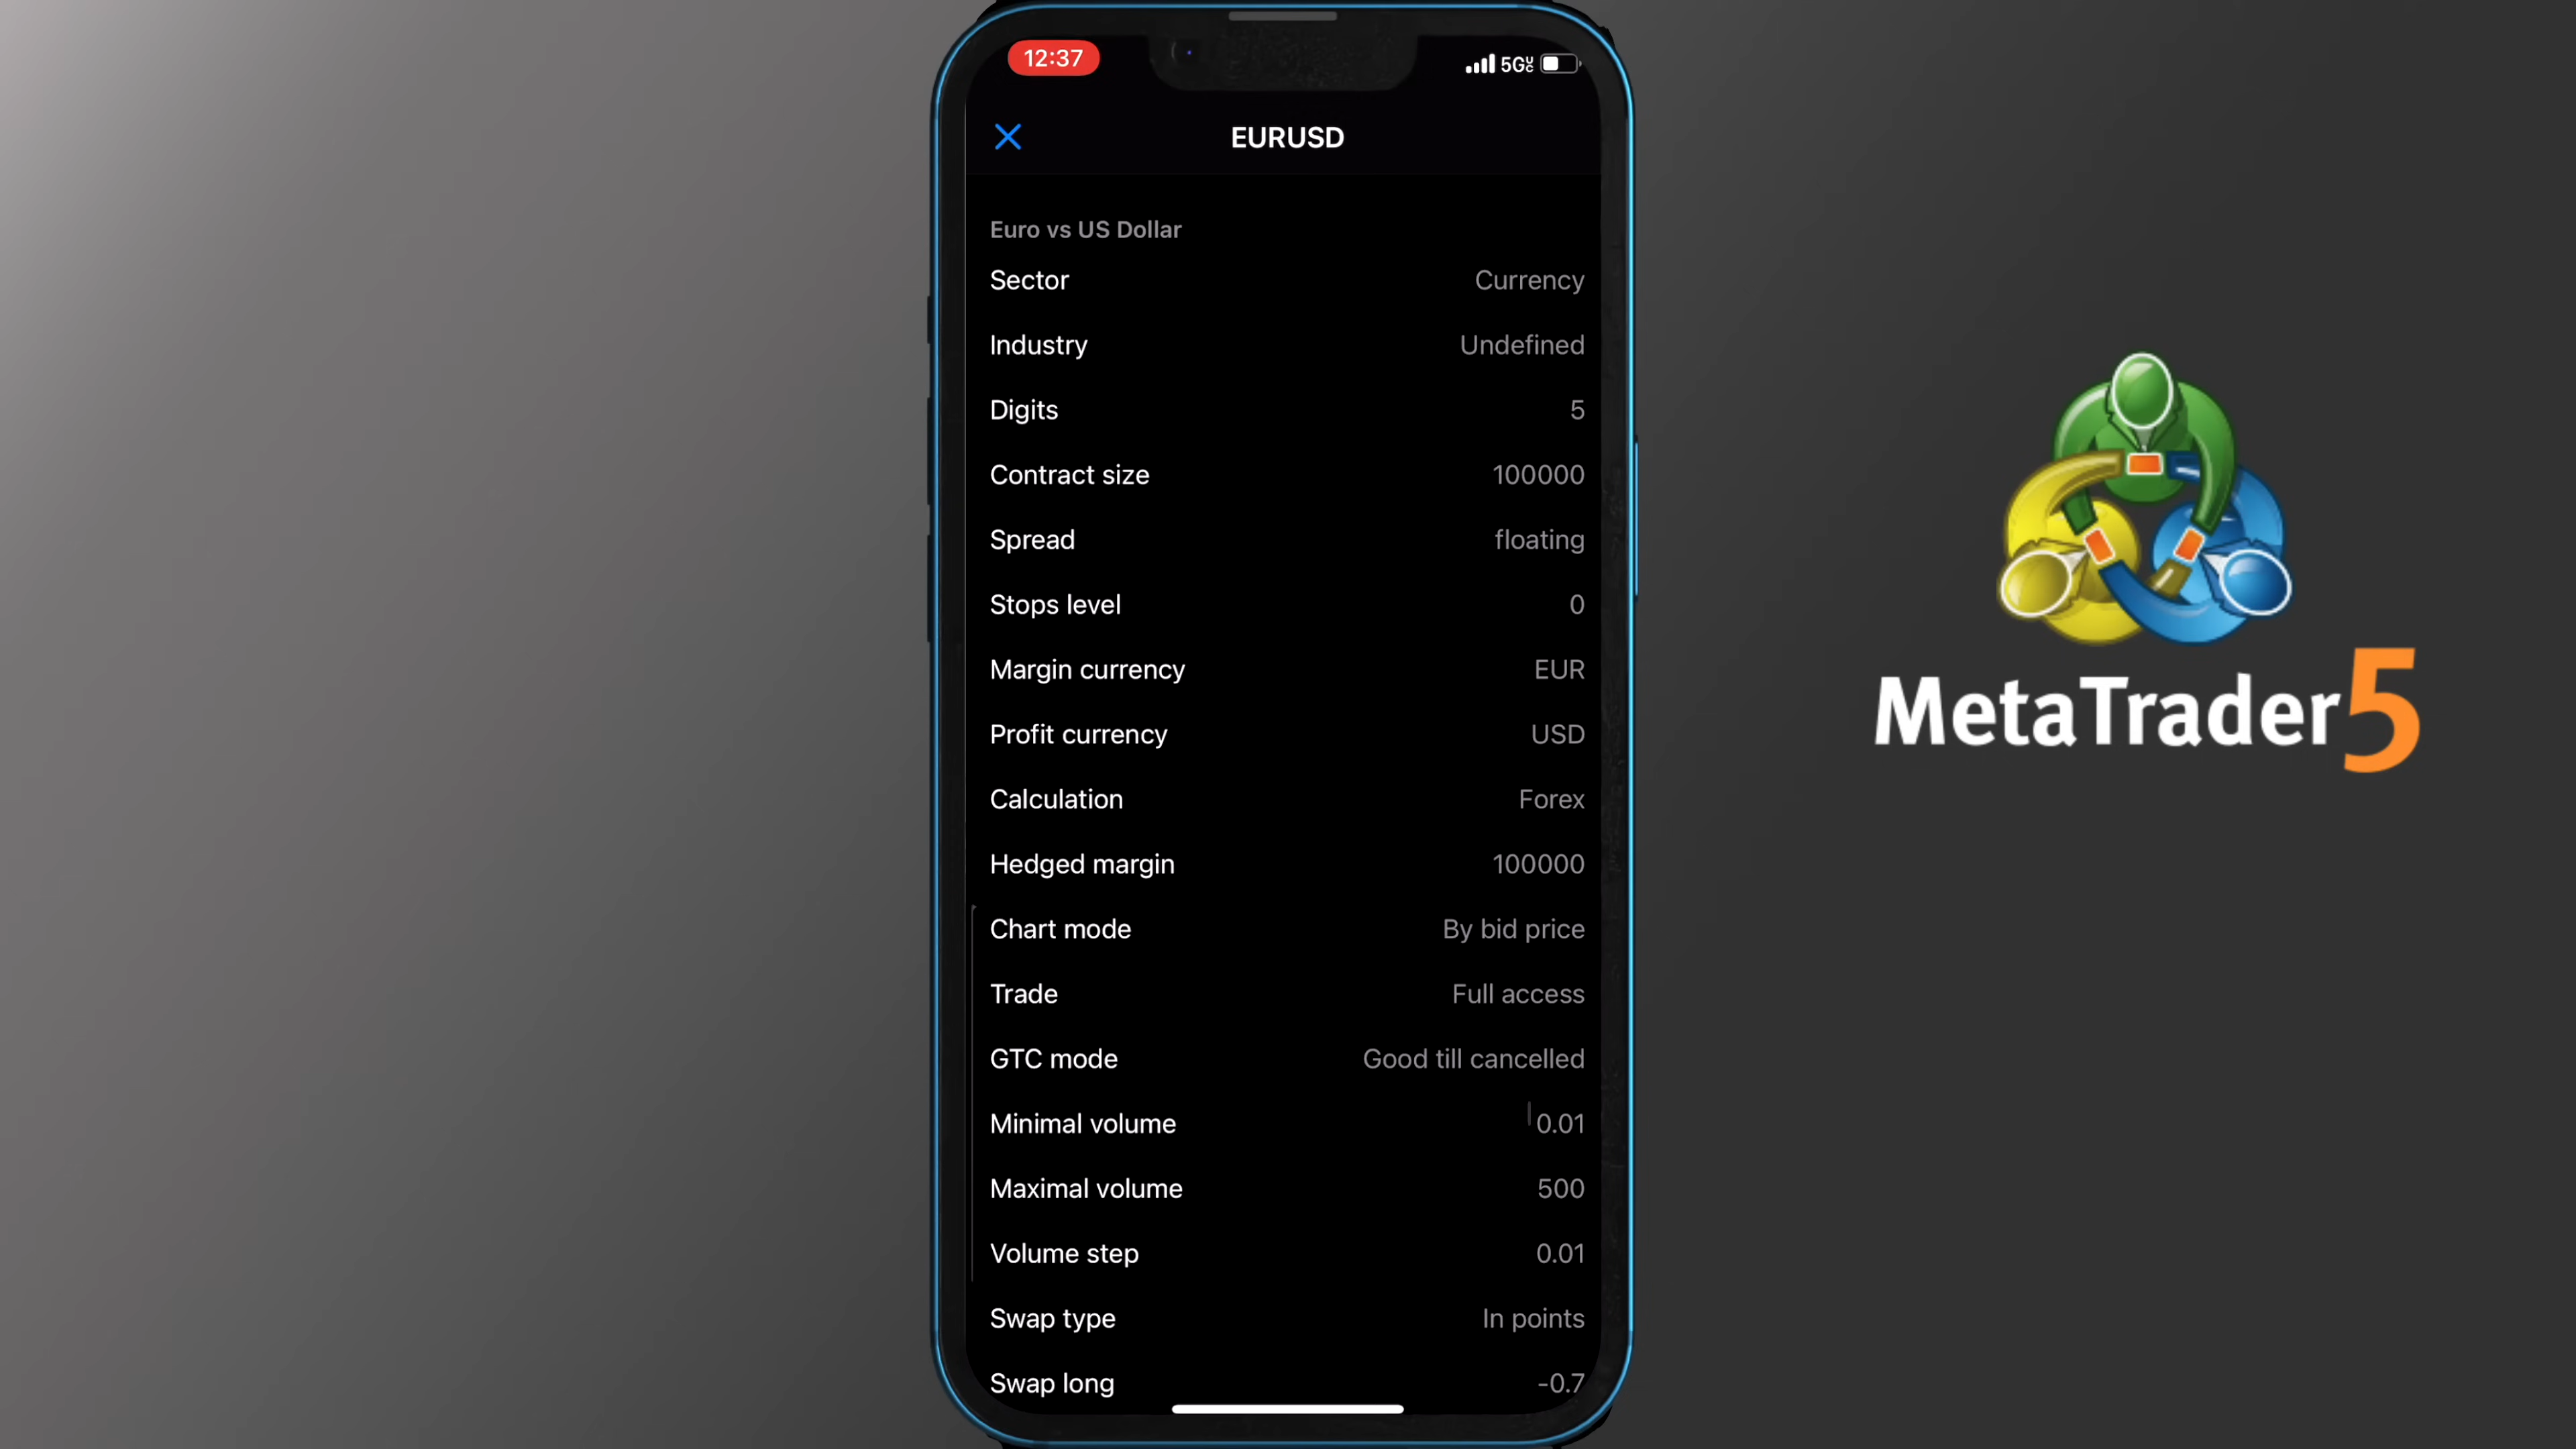 12:37
5G UC
EURUSD
Euro vs US Dollar
Sector Currency
Industry Undefined
Digits 5
Contract size 100000
Spread floating
Stops level 0
Margin currency EUR
Profit currency USD
Calculation Forex
Hedged margin 100000
Chart mode By bid price
Trade Full access
GTC mode Good till cancelled
Minimal volume 0.01
Maximal volume 500
Volume step 0.01
Swap type In points
Swap long -0.7
MetaTrader 5